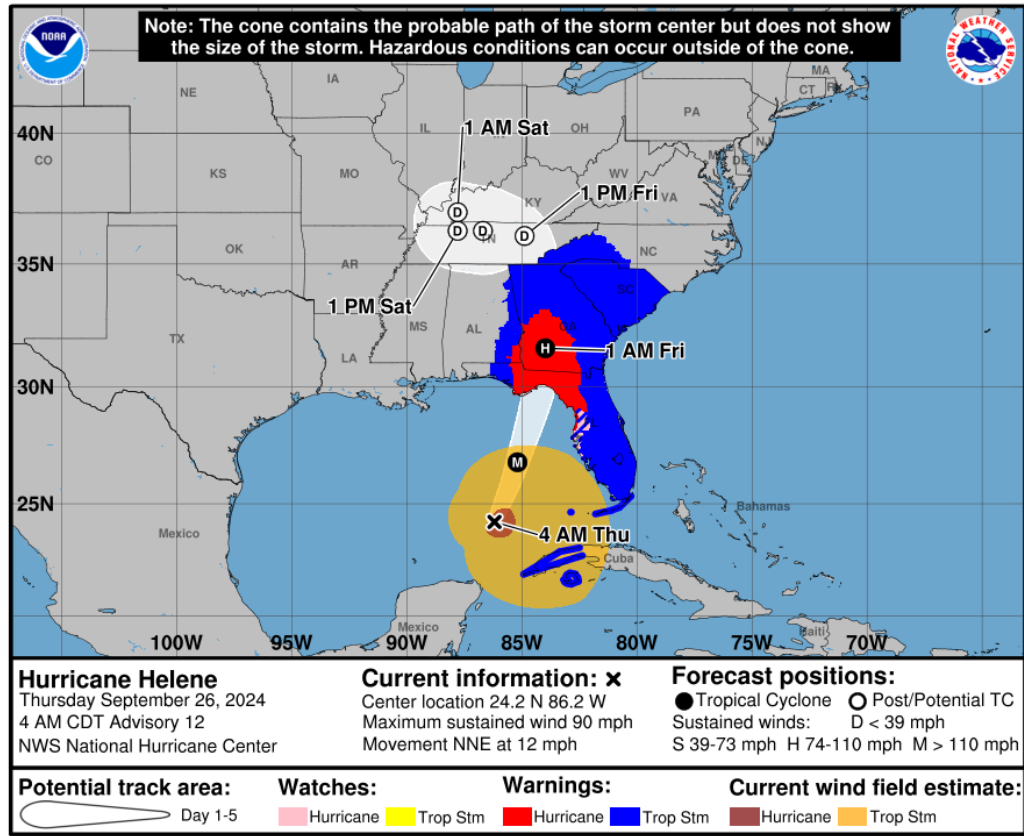 Note: The cone contains the probable path of the storm center but does not show
the size of the storm. Hazardous conditions can occur outside of the cone.
NOAA
NATIONAL WEATHER SERVICE
MA
CT
NE
IA
IL
OH
PA
NJ
DE
40N
1 AM Sat
CO
KS
MO
WV
VA
KY
1 PM Fri
D
D
D
D
TN
NC
OK
AR
35N
1 PM Sat
SC
MS
AL
GA
TX
LA
H
1 AM Fri
30N
M
25N
Bahamas
Mexico
4 AM Thu
Cuba
Mexico
Haiti
100W
95W
90W
85W
80W
75W
70W
Hurricane Helene
Thursday September 26, 2024
4 AM CDT Advisory 12
NWS National Hurricane Center
Current information: ×
Center location 24.2 N 86.2 W
Maximum sustained wind 90 mph
Movement NNE at 12 mph
Forecast positions:
Tropical Cyclone Post/Potential TC
Sustained winds: D < 39 mph
S 39-73 mph H 74-110 mph M > 110 mph
Potential track area:
Day 1-5
Watches:
Hurricane Trop Stm
Warnings:
Hurricane Trop Stm
Current wind field estimate:
Hurricane Trop Stm